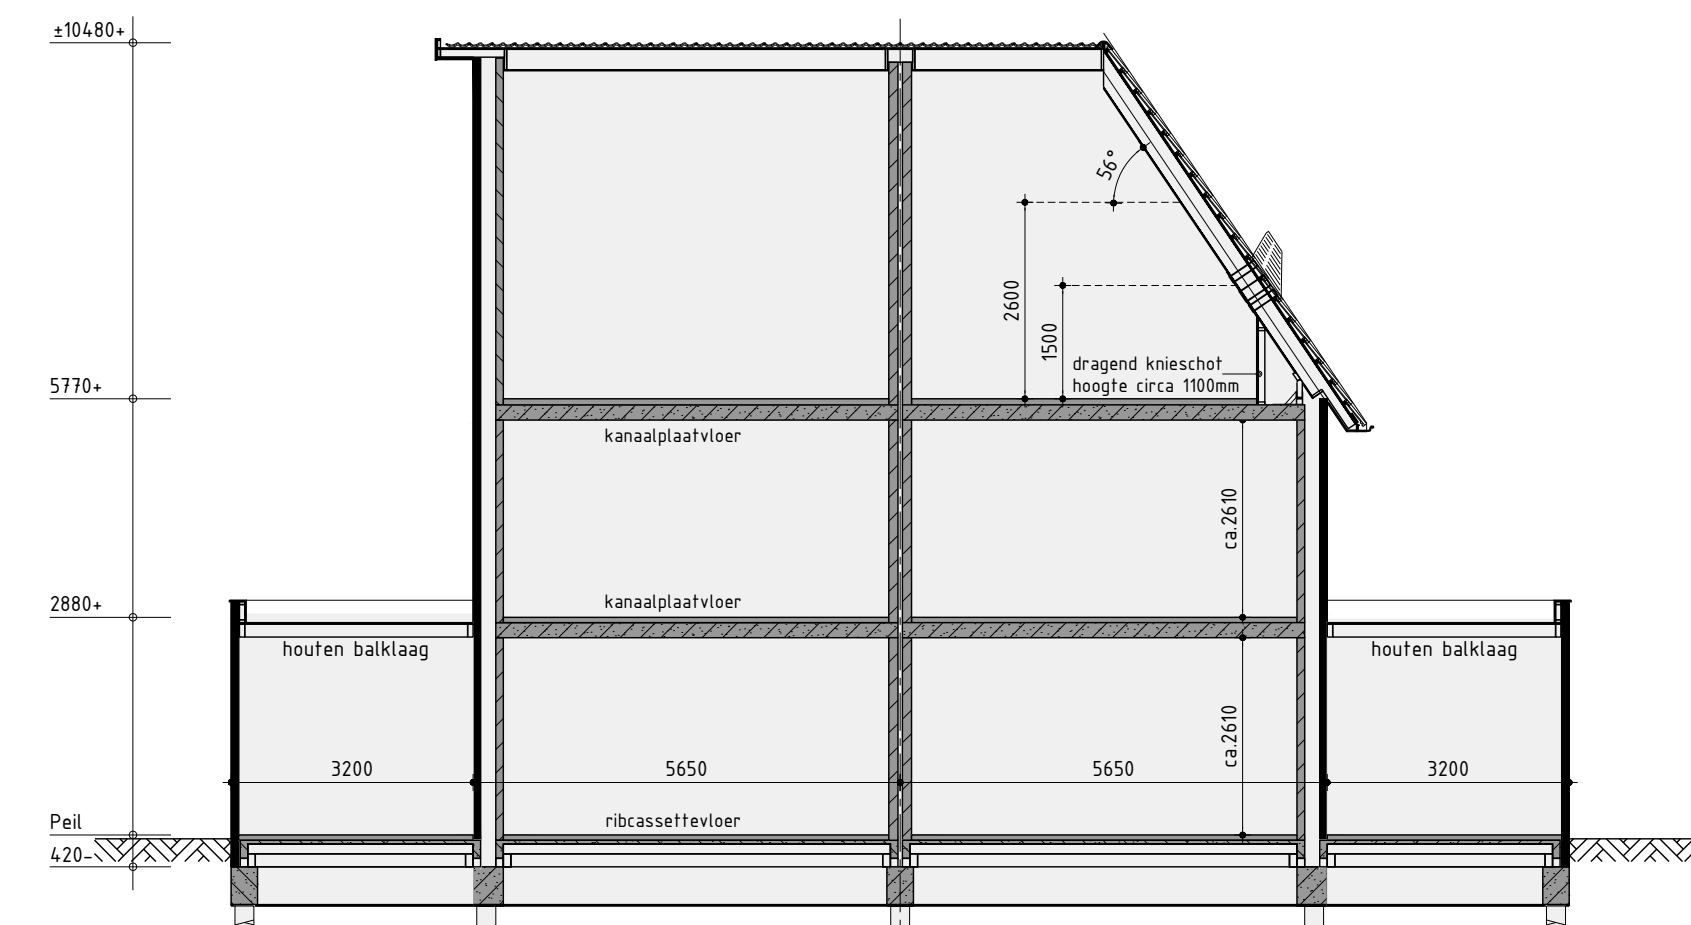 ±10480+
56°
2600
1500
dragend knieschot
hoogte circa 1100mm
5770+
kanaalplaatvloer
ca.2610
kanaalplaatvloer
2880+
houten balklaag
houten balklaag
ca.2610
3200
5650
5650
3200
ribcassettevloer
Peil
420-